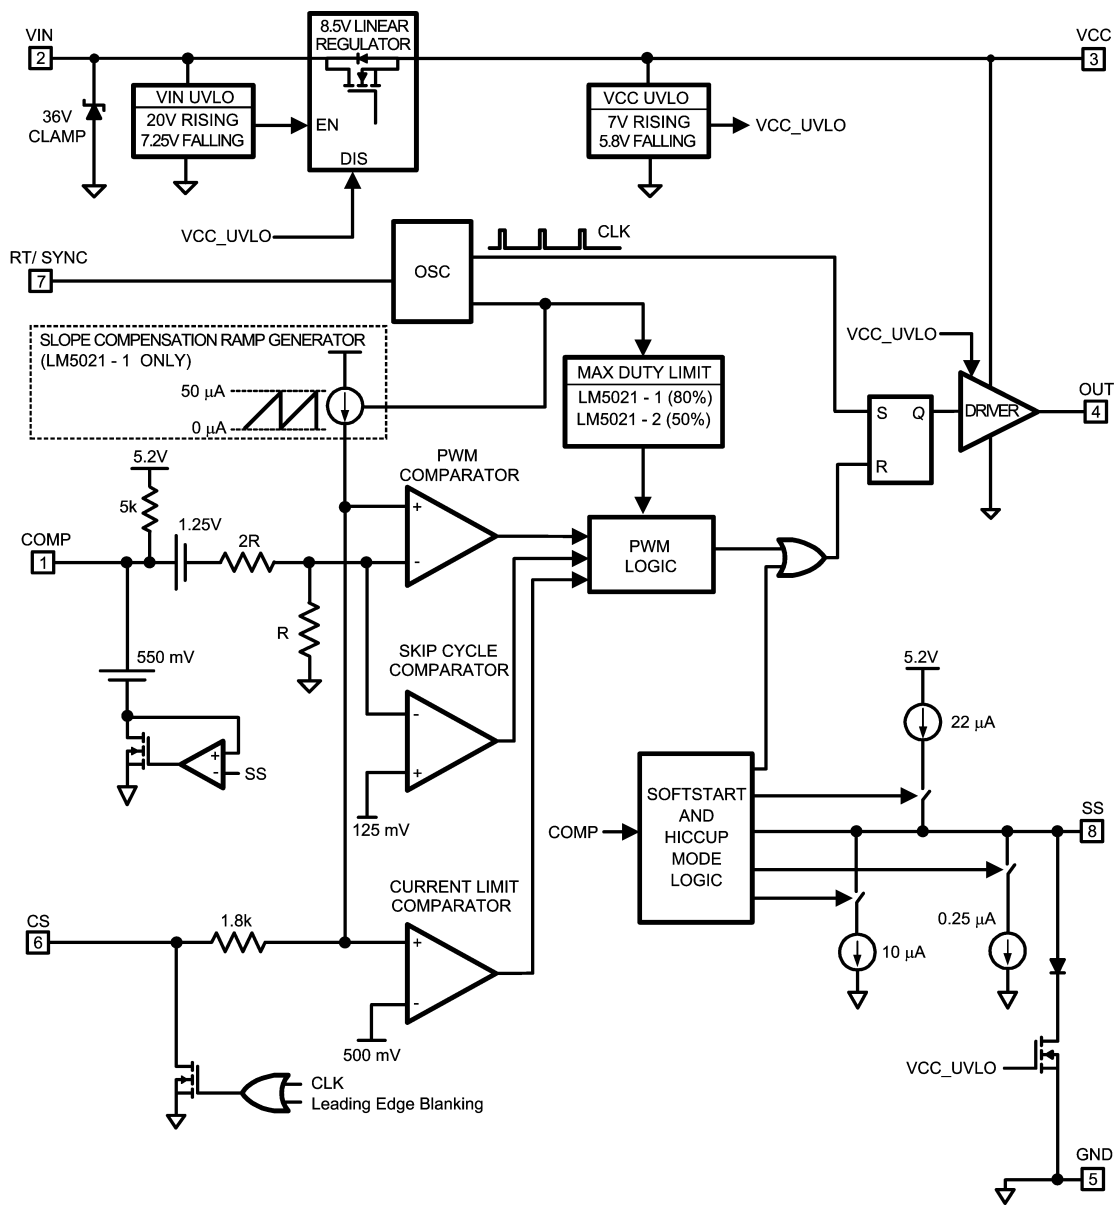 VIN
2
36V
CLAMP
VIN UVLO
20V RISING
7.25V FALLING
8.5V LINEAR
REGULATOR
EN
DIS
VCC_UVLO
VCC UVLO
7V RISING
5.8V FALLING
VCC_UVLO
VCC
3
RT/ SYNC
7
OSC
CLK
SLOPE COMPENSATION RAMP GENERATOR
(LM5021 - 1 ONLY)
50 µA
0 µA
MAX DUTY LIMIT
LM5021 - 1 (80%)
LM5021 - 2 (50%)
VCC_UVLO
S
Q
R
DRIVER
OUT
4
5.2V
5k
COMP
1
1.25V
2R
R
PWM
COMPARATOR
+
-
PWM
LOGIC
550 mV
+
-
SS
SKIP CYCLE
COMPARATOR
-
+
125 mV
5.2V
22 µA
COMP
SOFTSTART
AND
HICCUP
MODE
LOGIC
SS
8
10 µA
0.25 µA
CS
6
1.8k
CURRENT LIMIT
COMPARATOR
+
-
500 mV
CLK
Leading Edge Blanking
VCC_UVLO
GND
5